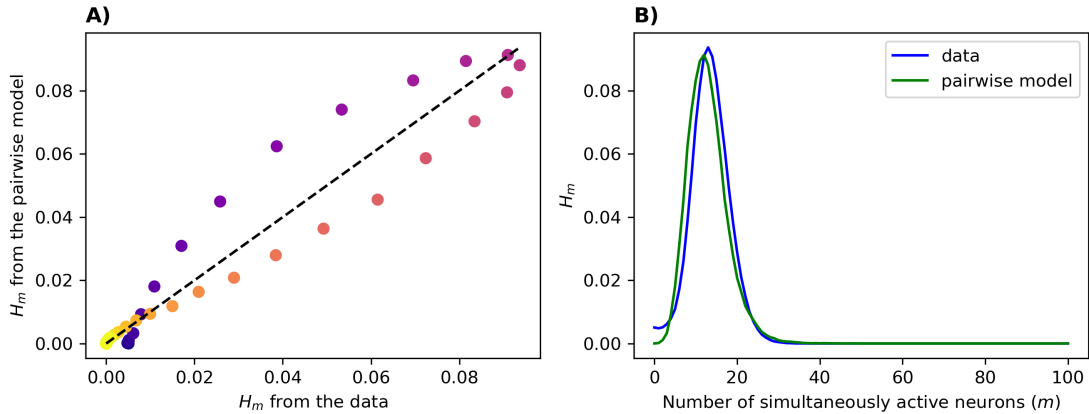 A)
H_m from the pairwise model
0.08
0.06
0.04
0.02
0.00
0.00 0.02 0.04 0.06 0.08
H_m from the data
B)
H_m
0.08
0.06
0.04
0.02
0.00
data
pairwise model
0 20 40 60 80 100
Number of simultaneously active neurons (m)